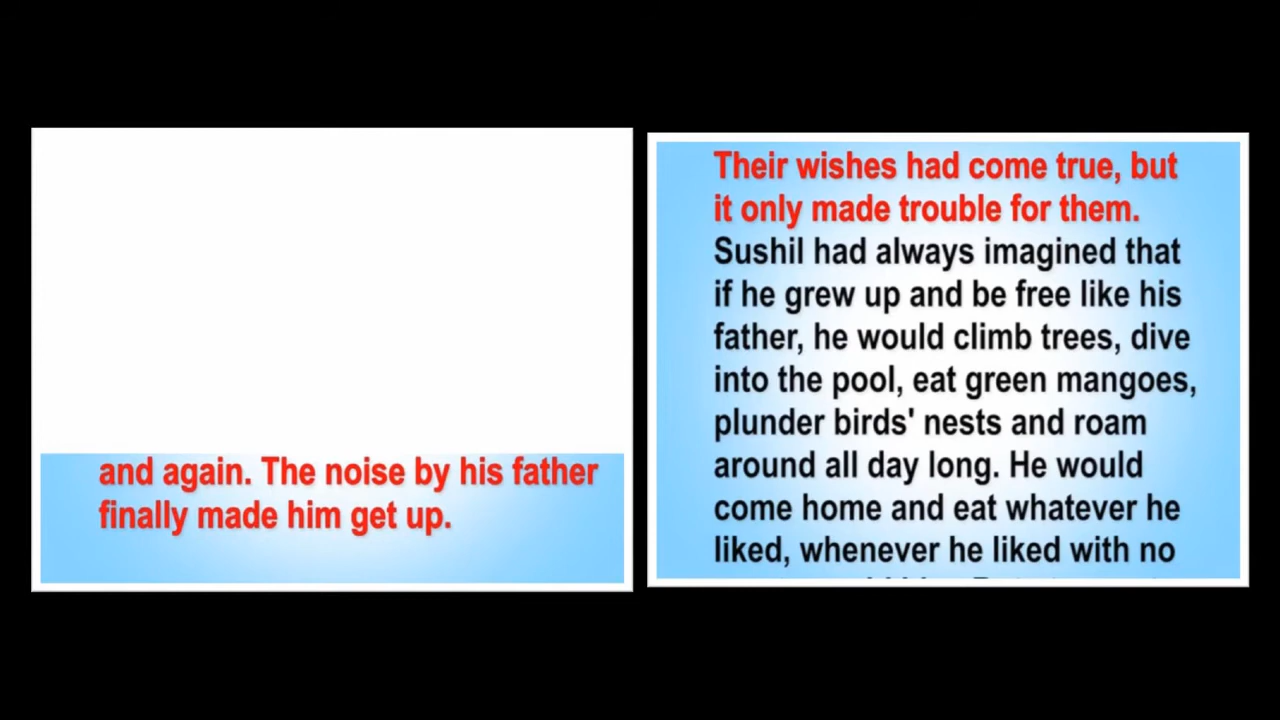 and again. The noise by his father
finally made him get up.
Their wishes had come true, but
it only made trouble for them.
Sushil had always imagined that
if he grew up and be free like his
father, he would climb trees, dive
into the pool, eat green mangoes,
plunder birds' nests and roam
around all day long. He would
come home and eat whatever he
liked, whenever he liked with no